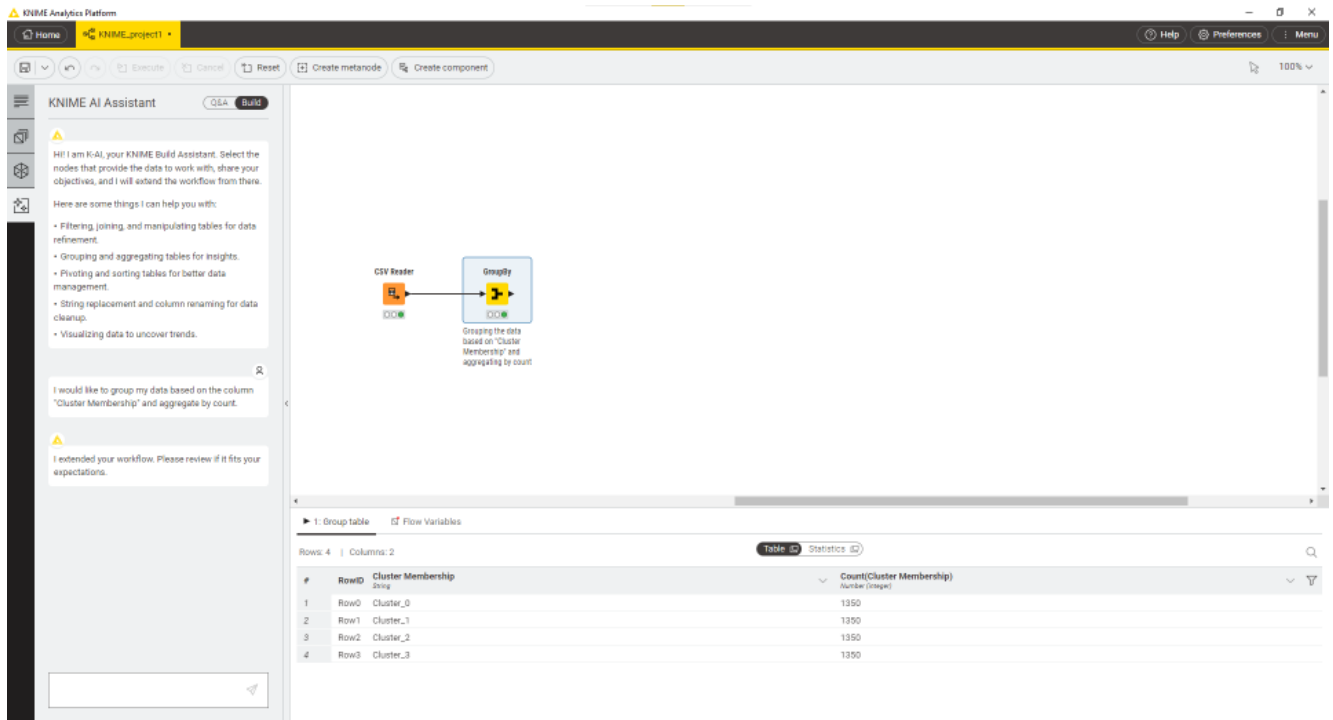 KNIME Analytics Platform
Home
KNIME_project1
Help
Preferences
Menu
Execute
Cancel
Reset
Create metanode
Create component
100%
KNIME AI Assistant
Q&A
Build
Hi! I am K-AI, your KNIME Build Assistant. Select the
nodes that provide the data to work with, share your
objectives, and I will extend the workflow from there.
Here are some things I can help you with:
• Filtering, joining, and manipulating tables for data
refinement.
• Grouping and aggregating tables for insights.
• Pivoting and sorting tables for better data
management.
• String replacement and column renaming for data
cleanup.
• Visualizing data to uncover trends.
I would like to group my data based on the column
"Cluster Membership" and aggregate by count.
I extended your workflow. Please review if it fits your
expectations.
CSV Reader
GroupBy
Grouping the data
based on "Cluster
Membership" and
aggregating by count
1: Group table
Flow Variables
Rows: 4 | Columns: 2
Table
Statistics
# RowID Cluster Membership Count(Cluster Membership)
String Number (integer)
1 Row0 Cluster_0 1350
2 Row1 Cluster_1 1350
3 Row2 Cluster_2 1350
4 Row3 Cluster_3 1350